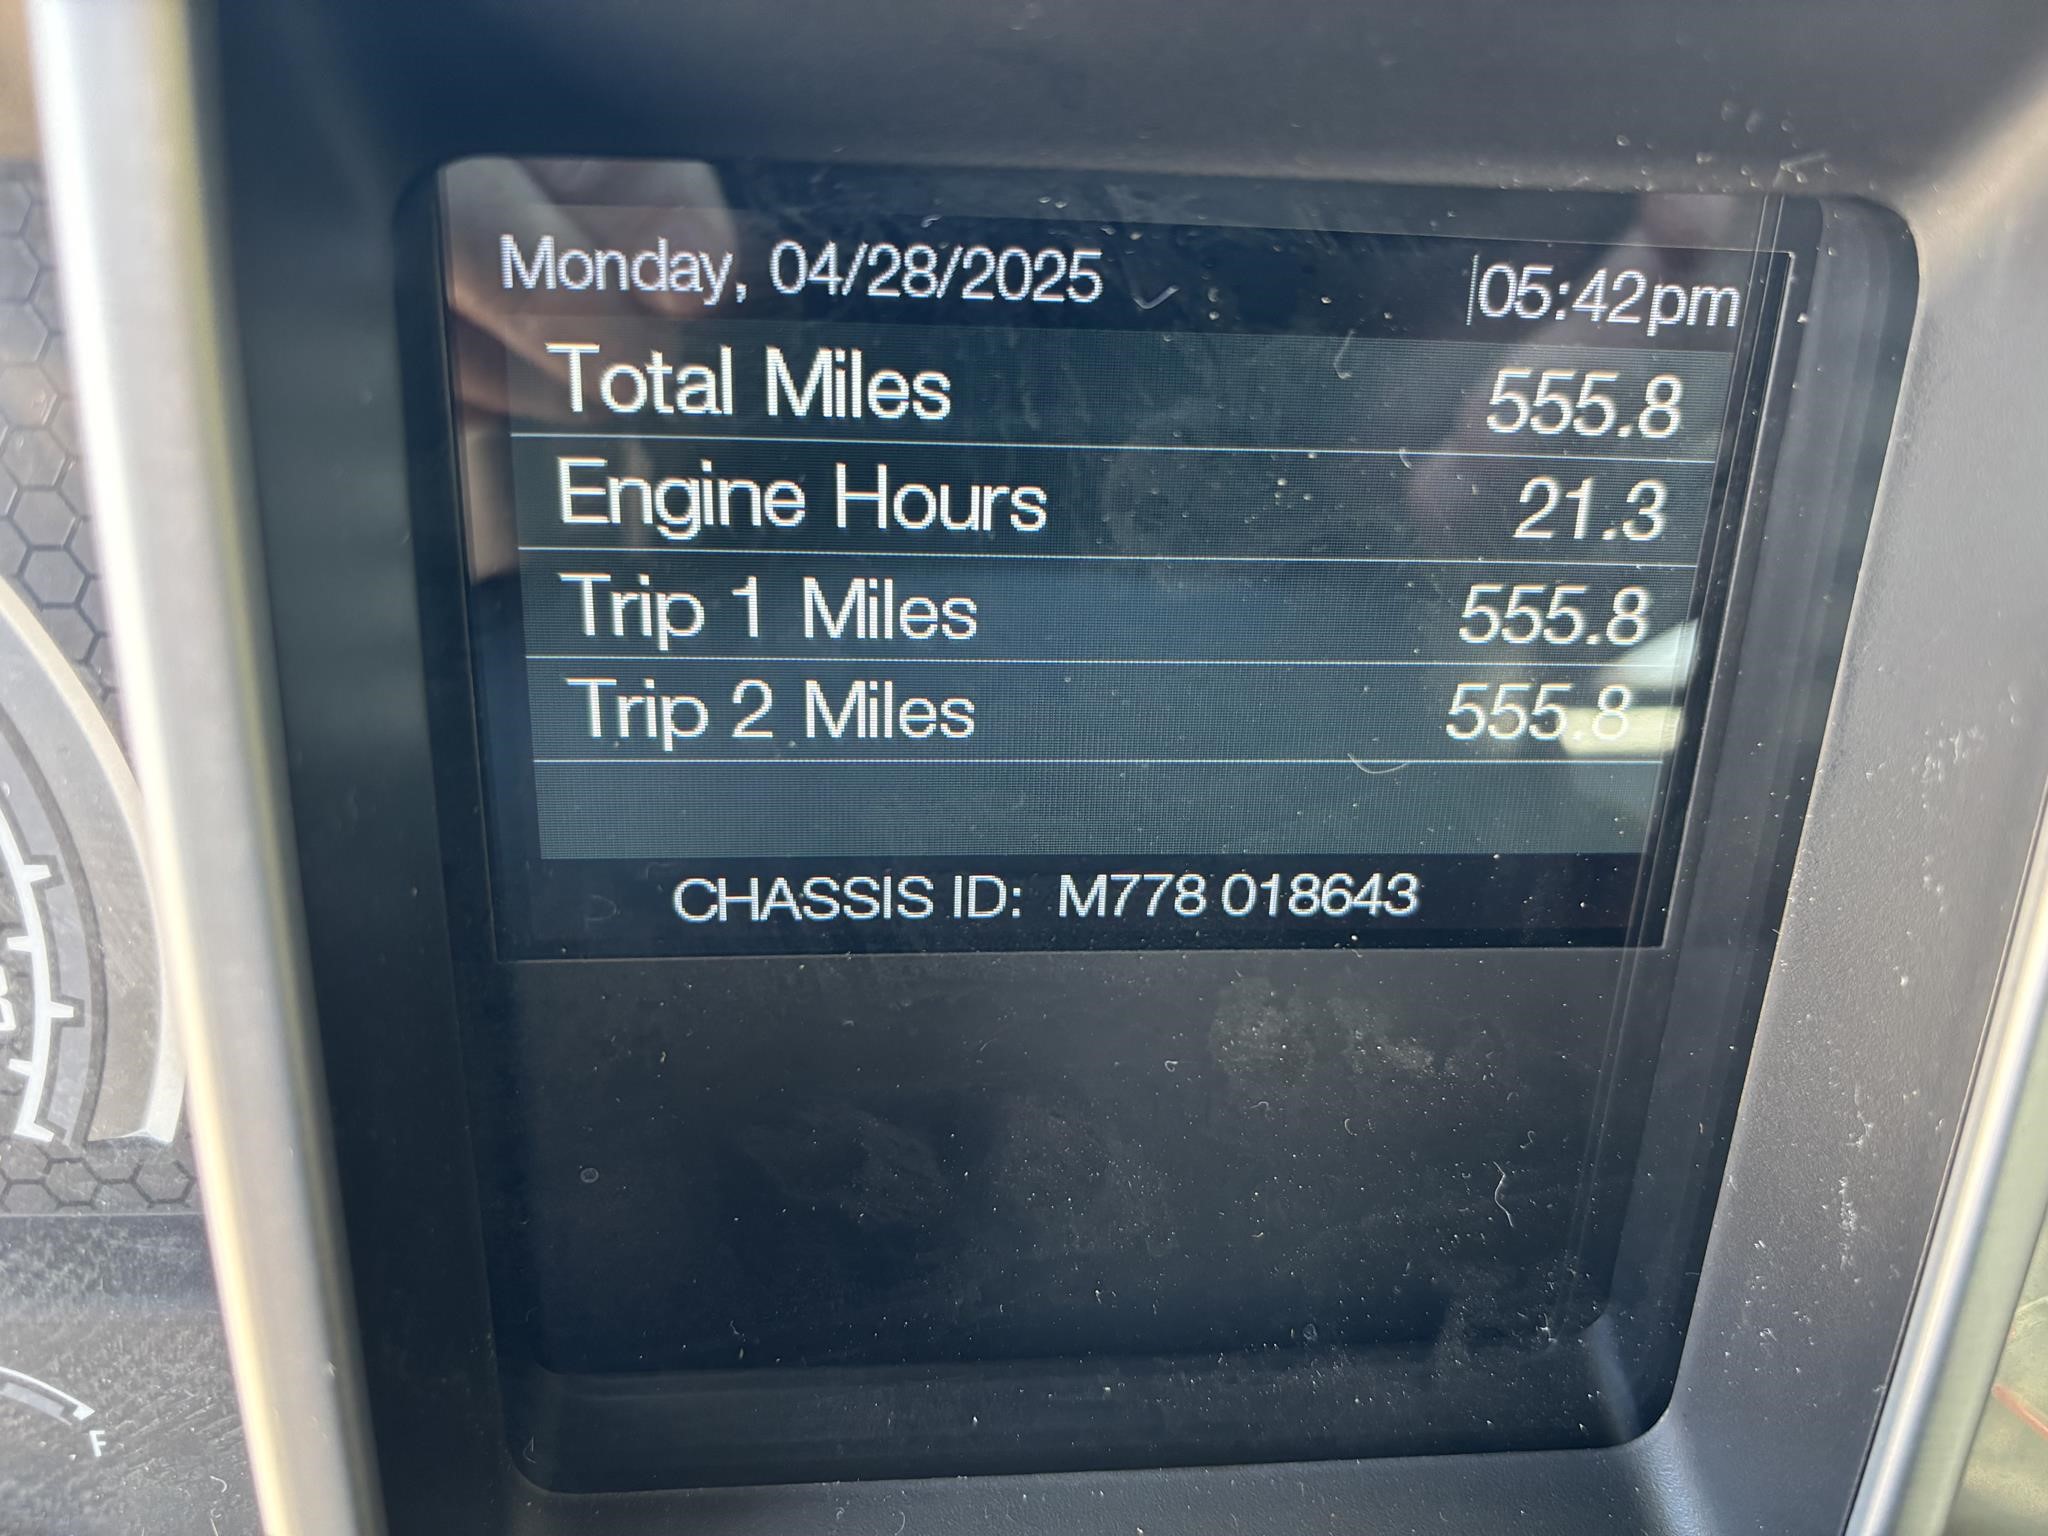 Monday, 04/28/2025 05:42pm
Total Miles 555.8
Engine Hours 21.3
Trip 1 Miles 555.8
Trip 2 Miles 555.8
CHASSIS ID: M778 018643
F